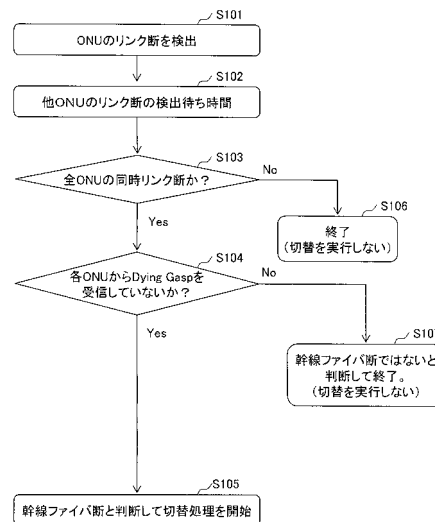 S101
ONUのリンク断を検出
S102
他ONUのリンク断の検出待ち時間
S103
全ONUの同時リンク断か？
No
Yes
S106
終了
(切替を実行しない)
S104
各ONUからDying Gaspを
受信していないか？
No
Yes
S107
幹線ファイバ断ではないと
判断して終了。
(切替を実行しない)
S105
幹線ファイバ断と判断して切替処理を開始